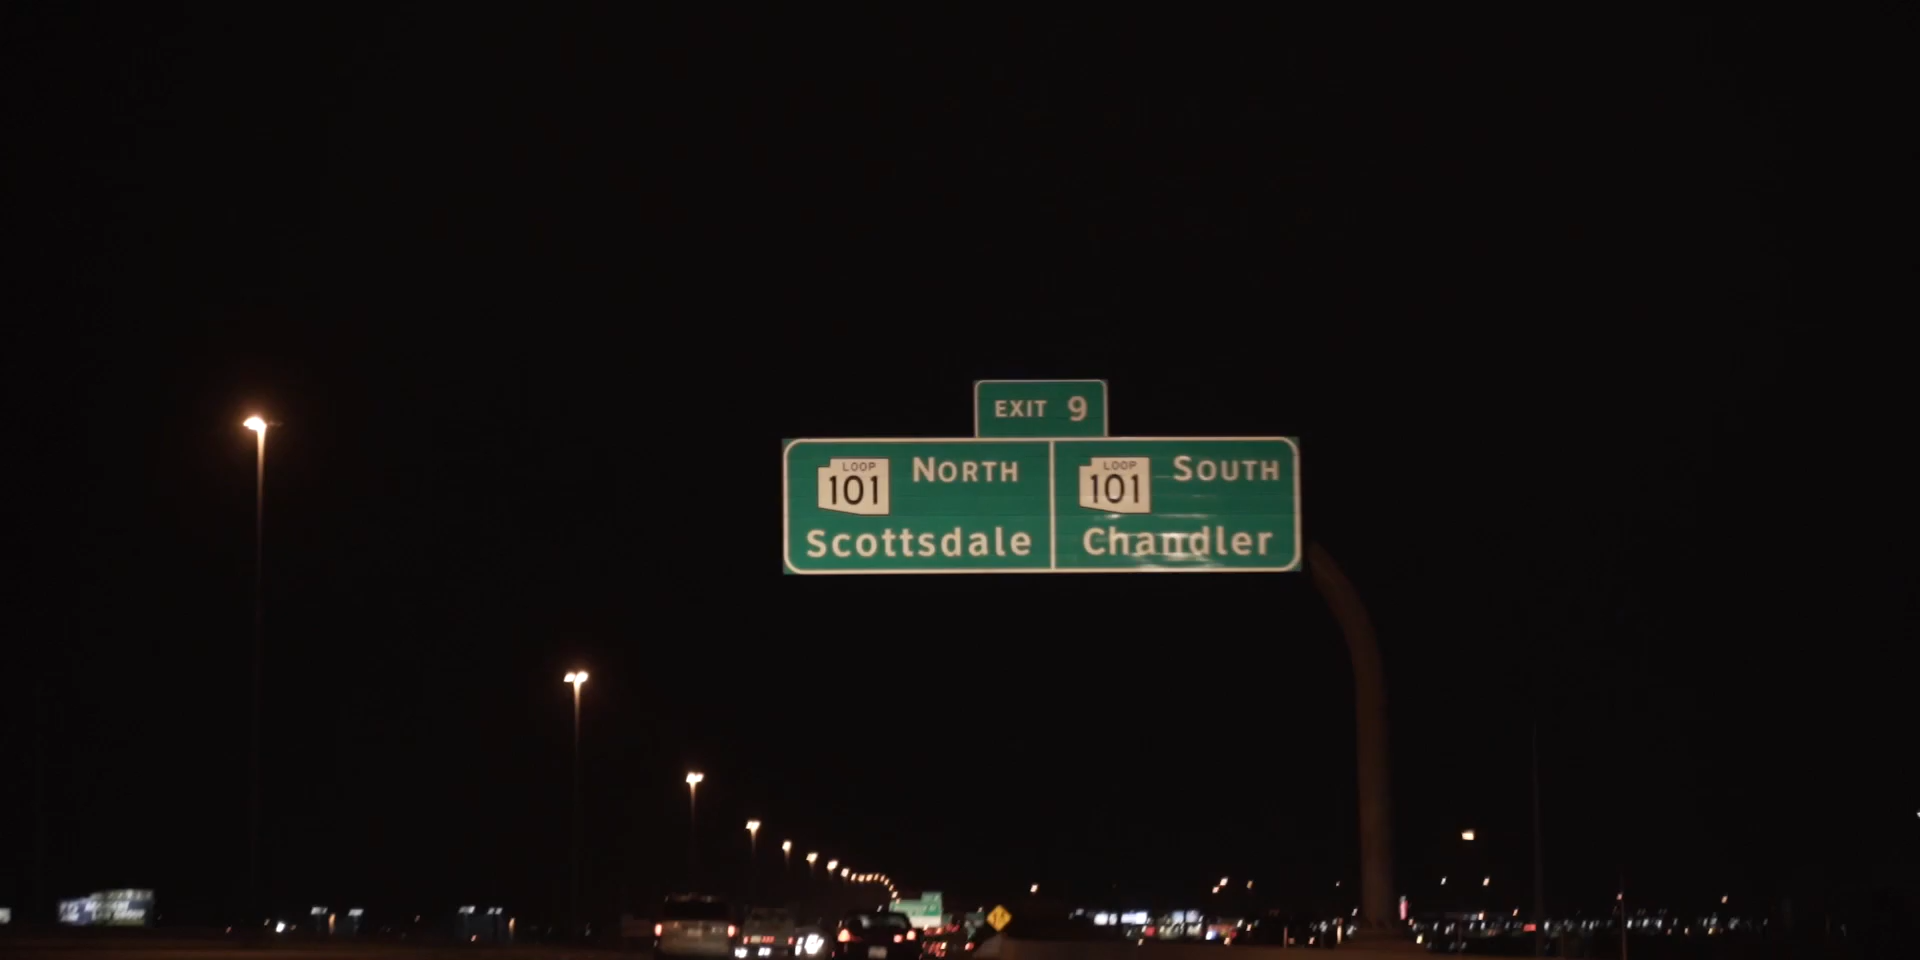 EXIT 9
LOOP
101
NORTH
Scottsdale
LOOP
101
SOUTH
Chandler